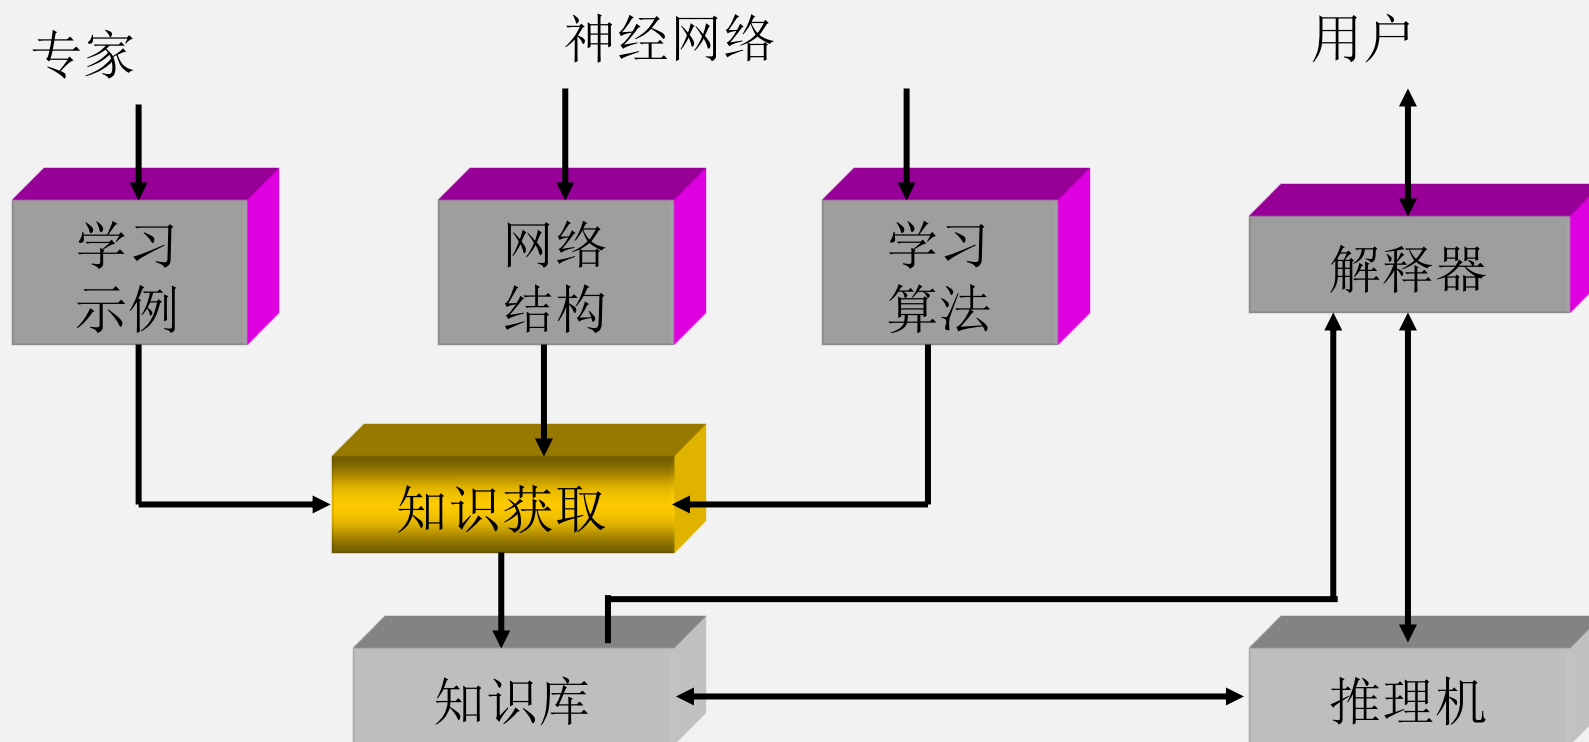 专家
神经网络
用户
学习
示例
网络
结构
学习
算法
解释器
知识获取
知识库
推理机